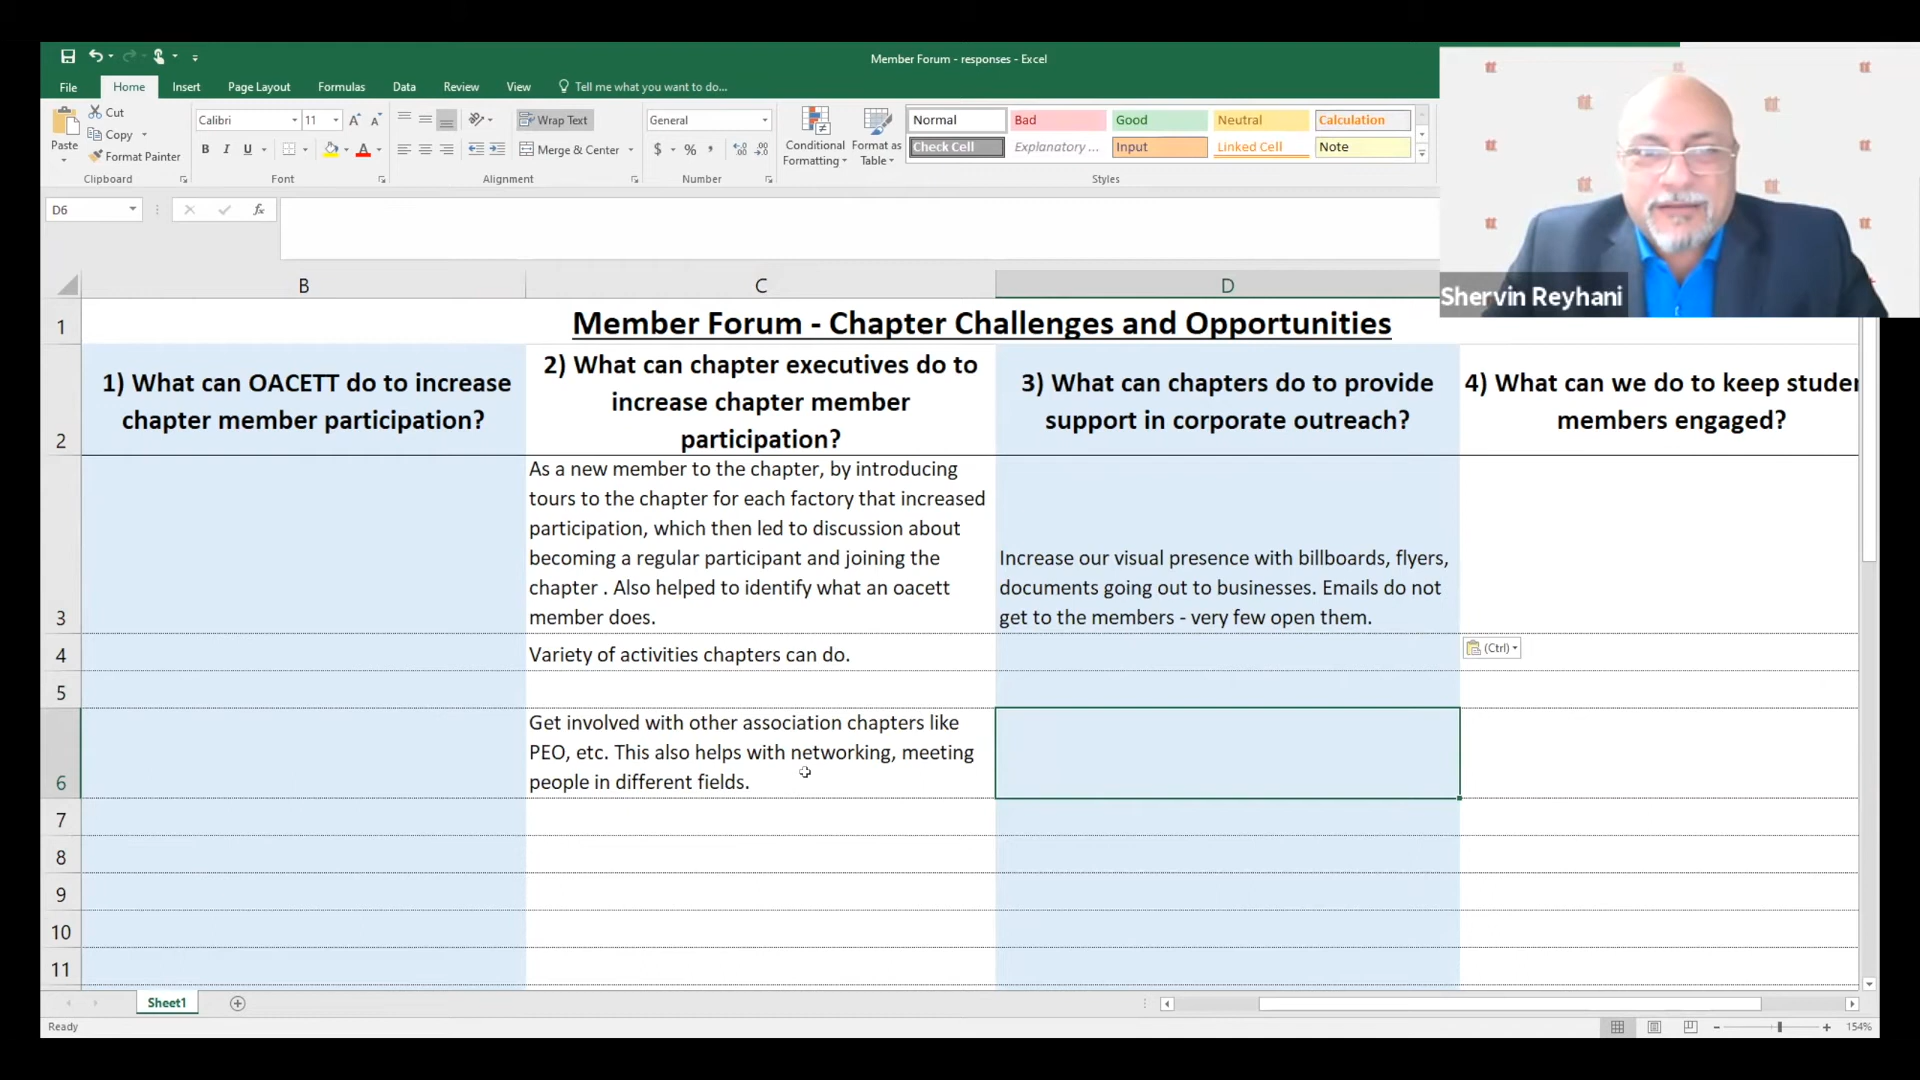 Member Forum - responses - Excel
File Home Insert Page Layout Formulas Data Review View Tell me what you want to do...
Paste
Cut
Copy
Format Painter
Clipboard
Calibri 11
B I U A A A
Font
Wrap Text
Merge & Center
Alignment
General
$ % ,
Number
Conditional Formatting
Format as Table
Normal Bad Good Neutral Calculation
Check Cell Explanatory ... Input Linked Cell Note
Styles
D6 fx
Shervin Reyhani
B C D
1 Member Forum - Chapter Challenges and Opportunities
2
1) What can OACETT do to increase
chapter member participation?
2) What can chapter executives do to
increase chapter member
participation?
3) What can chapters do to provide
support in corporate outreach?
4) What can we do to keep studen
members engaged?
3
As a new member to the chapter, by introducing
tours to the chapter for each factory that increased
participation, which then led to discussion about
becoming a regular participant and joining the
chapter . Also helped to identify what an oacett
member does.
Increase our visual presence with billboards, flyers,
documents going out to businesses. Emails do not
get to the members - very few open them.
4 Variety of activities chapters can do.
(Ctrl)
5
6
Get involved with other association chapters like
PEO, etc. This also helps with networking, meeting
people in different fields.
7
8
9
10
11
Sheet1
Ready
154%